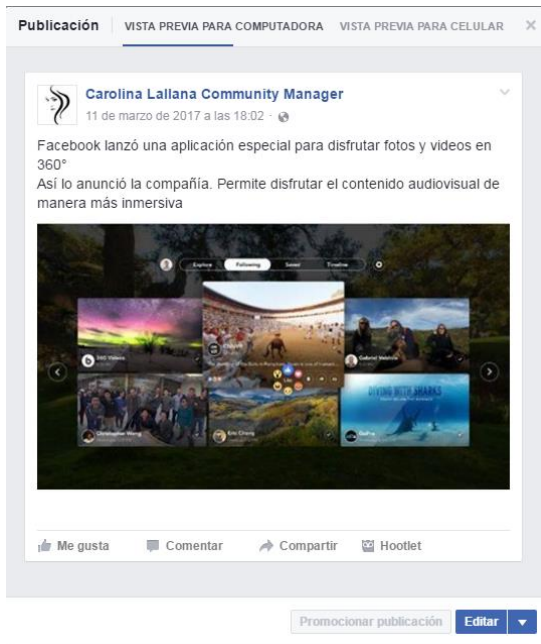 Publicación VISTA PREVIA PARA COMPUTADORA VISTA PREVIA PARA CELULAR
Carolina Lallana Community Manager
11 de marzo de 2017 a las 18:02
Facebook lanzó una aplicación especial para disfrutar fotos y videos en
360°
Así lo anunció la compañía. Permite disfrutar el contenido audiovisual de
manera más inmersiva
Explore Following Saved Timeline
360 Videos
Gabriel Valdivia
DIVING WITH SHARKS
Christopher Wong
Eric Cheng
GoPro
Me gusta Comentar Compartir Hootlet
Promocionar publicación Editar